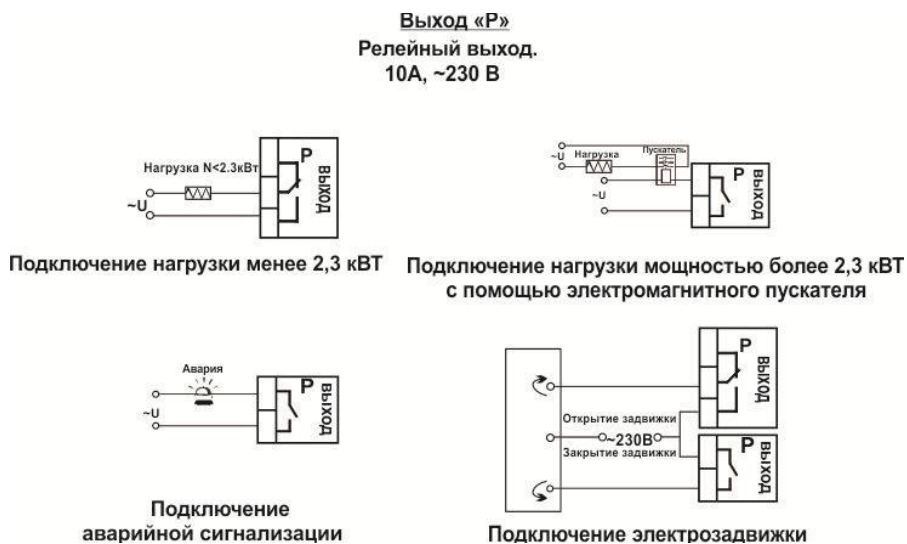 Выход «Р»
Релейный выход.
10А, ~230 В
Нагрузка N<2.3кВт
~U
Р
ВЫХОД
Подключение нагрузки менее 2,3 кВТ
~U
Нагрузка
Пускатель
~U
Р
ВЫХОД
Подключение нагрузки мощностью более 2,3 кВТ
с помощью электромагнитного пускателя
Авария
~U
Р
ВЫХОД
Подключение
аварийной сигнализации
Р
ВЫХОД
Открытие задвижки
~230В
Закрытие задвижки
Р
ВЫХОД
Подключение электрозадвижки